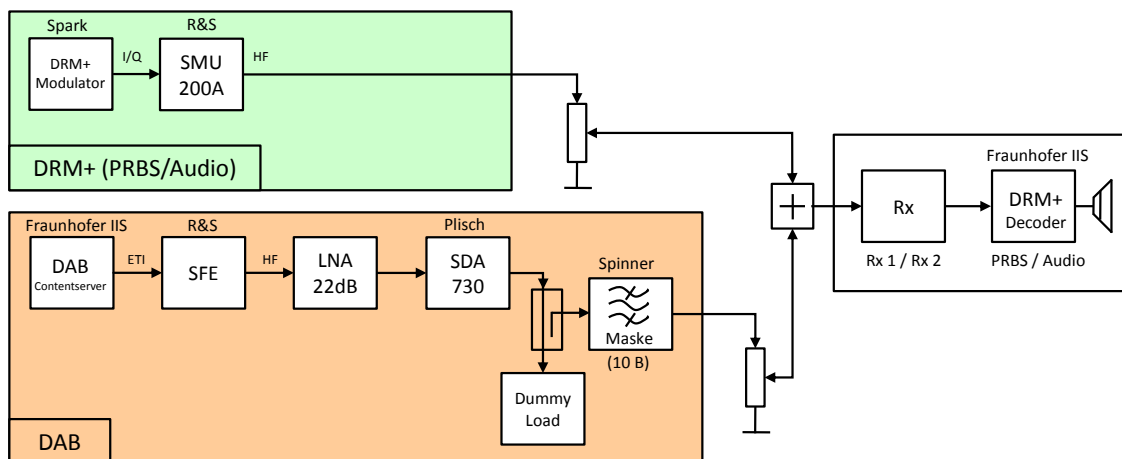 Spark
R&S
DRM+
Modulator
I/Q
SMU
200A
HF
DRM+ (PRBS/Audio)
Fraunhofer IIS
R&S
Plisch
DAB
Contentserver
ETI
SFE
HF
LNA
22dB
SDA
730
Spinner
Maske
(10 B)
Dummy
Load
DAB
Fraunhofer IIS
Rx
DRM+
Decoder
Rx 1 / Rx 2
PRBS / Audio